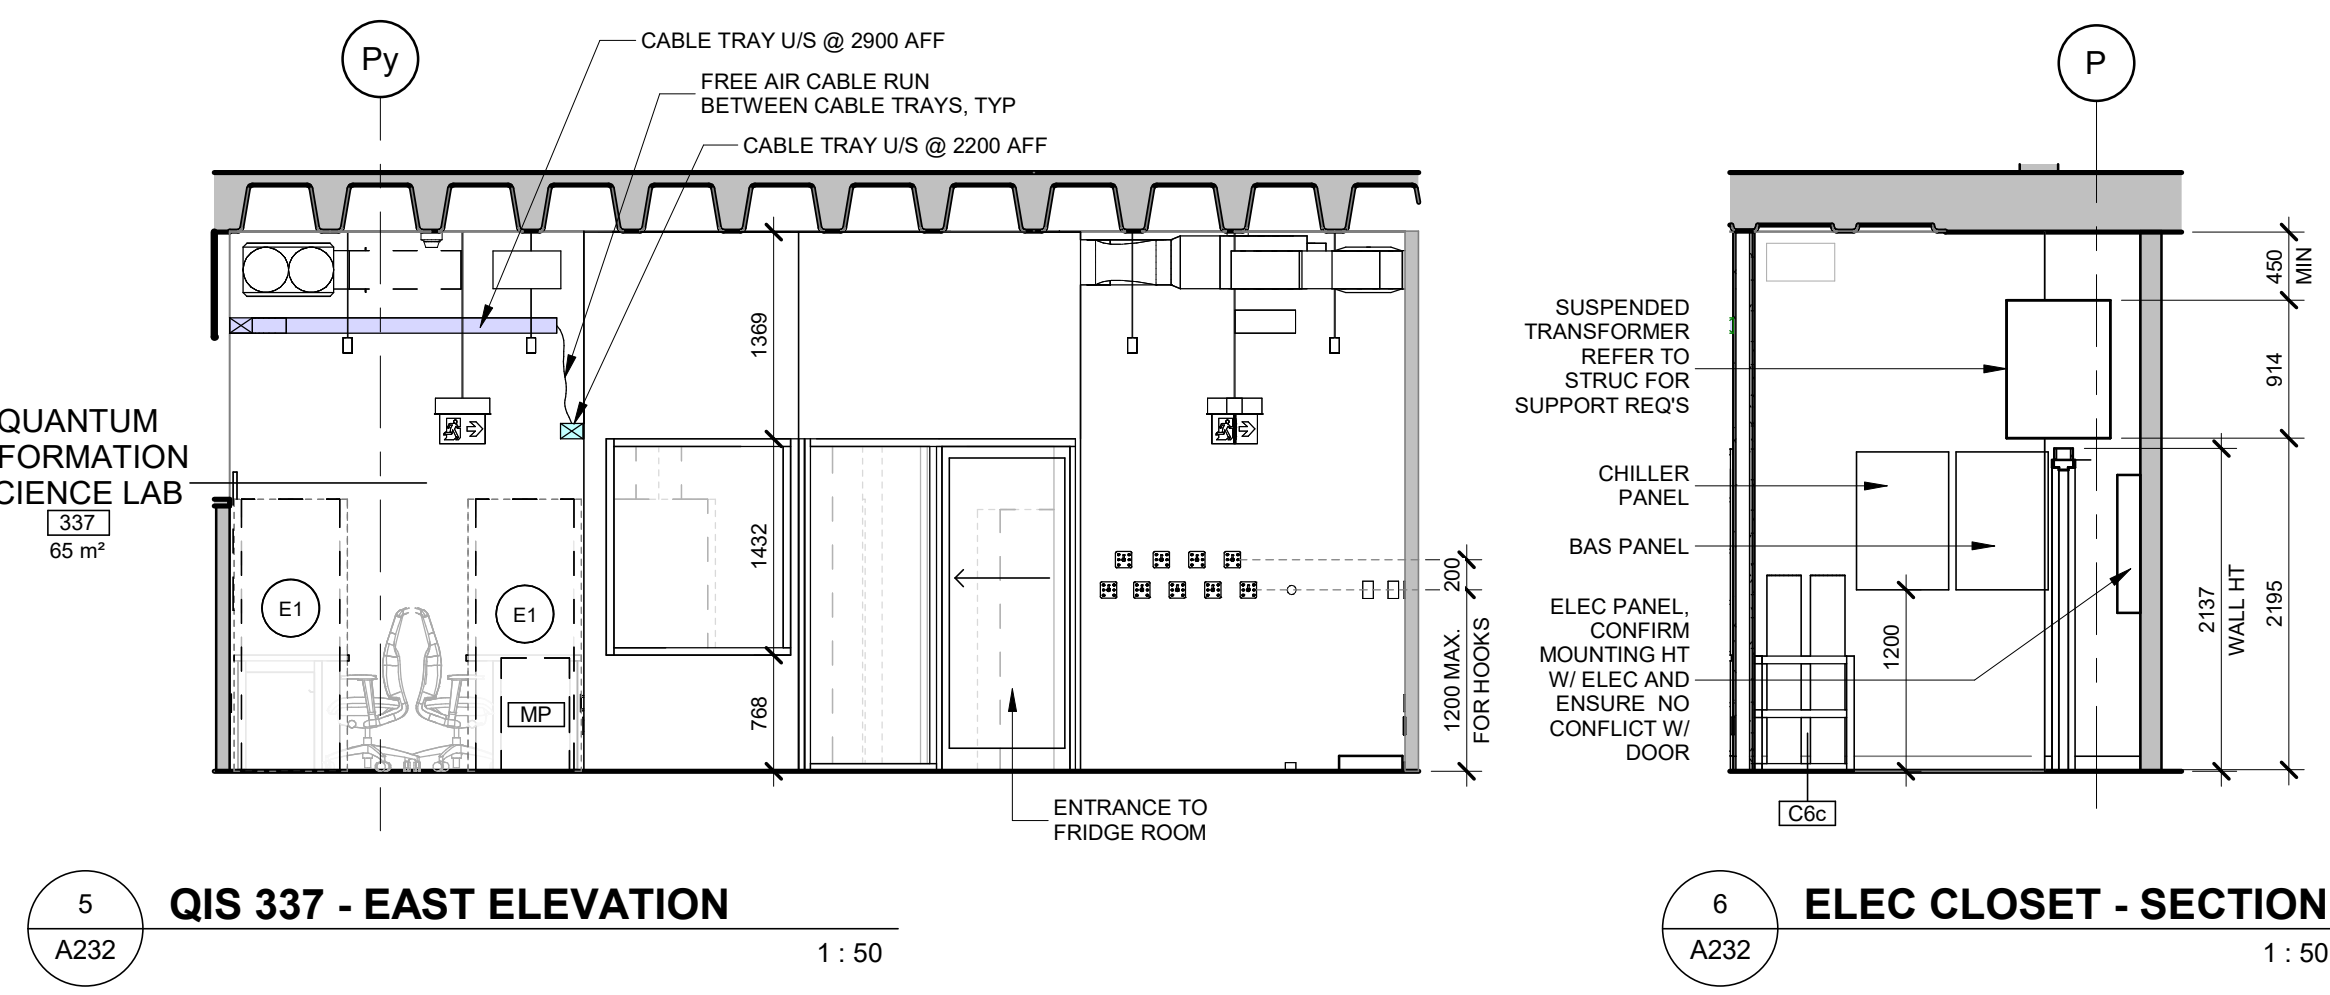 Py
CABLE TRAY U/S @ 2900 AFF
FREE AIR CABLE RUN
BETWEEN CABLE TRAYS, TYP
CABLE TRAY U/S @ 2200 AFF
QUANTUM
FORMATION
CIENCE LAB
337
65 m²
E1
E1
MP
1369
1432
768
200
1200 MAX.
FOR HOOKS
ENTRANCE TO
FRIDGE ROOM
5
A232
QIS 337 - EAST ELEVATION
1 : 50
P
SUSPENDED
TRANSFORMER
REFER TO
STRUC FOR
SUPPORT REQ'S
CHILLER
PANEL
BAS PANEL
ELEC PANEL,
CONFIRM
MOUNTING HT
W/ ELEC AND
ENSURE NO
CONFLICT W/
DOOR
1200
C6c
450
MIN
914
2137
WALL HT
2195
6
A232
ELEC CLOSET - SECTION
1 : 50